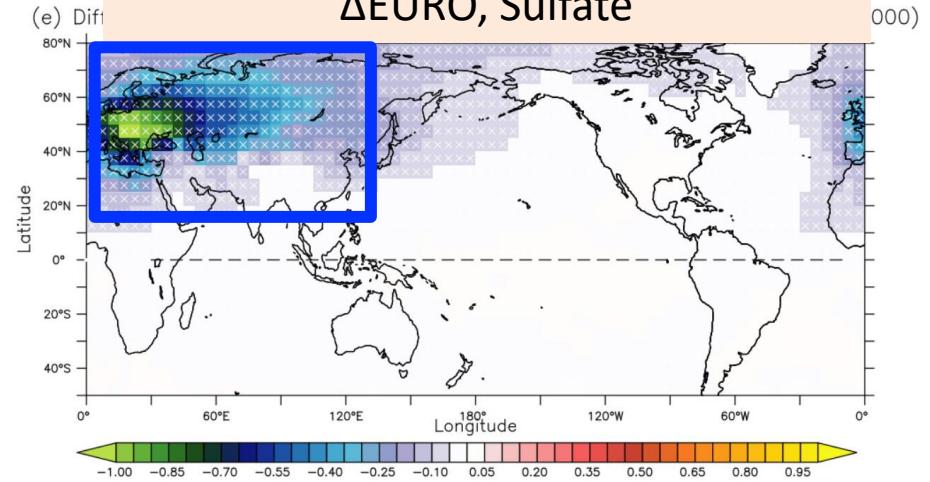 ΔEURO, Sulfate
(e) Dif 000)
80°N
60°N
40°N
20°N
0°
20°S
40°S
Latitude
0° 60°E 120°E 180° 120°W 60°W 0°
Longitude
−1.00 −0.85 −0.70 −0.55 −0.40 −0.25 −0.10 0.05 0.20 0.35 0.50 0.65 0.80 0.95